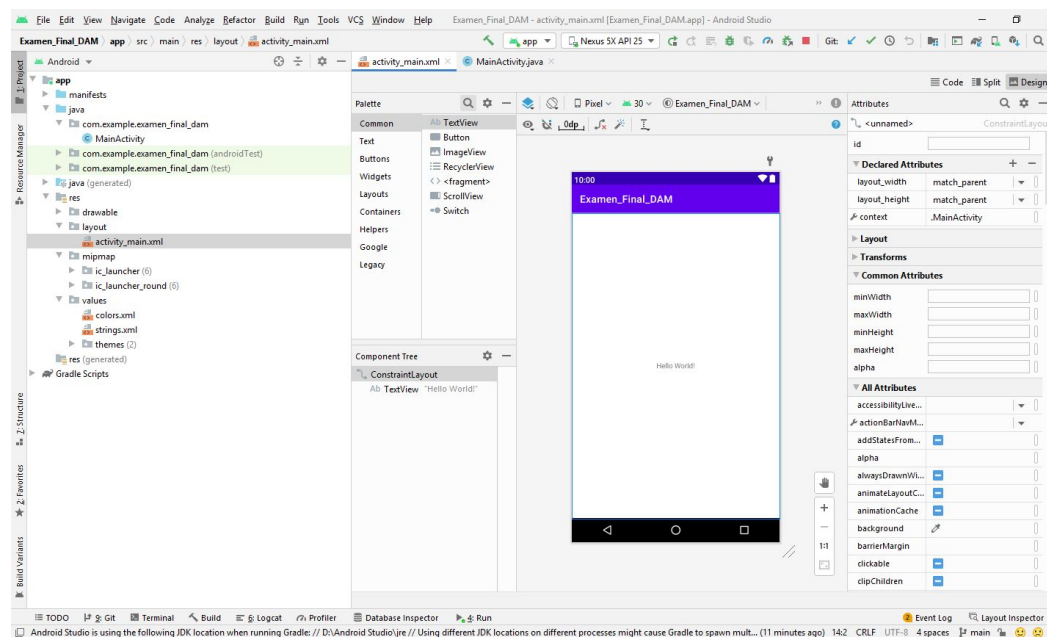 File Edit View Navigate Code Analyze Refactor Build Run Tools VCS Window Help Examen_Final_DAM - activity_main.xml [Examen_Final_DAM.app] - Android Studio
Examen_Final_DAM app src main res layout activity_main.xml
app Nexus 5X API 25 Git:
1: Project
Resource Manager
Z: Structure
2: Favorites
Build Variants
Android
app
manifests
java
com.example.examen_final_dam
MainActivity
com.example.examen_final_dam (androidTest)
com.example.examen_final_dam (test)
java (generated)
res
drawable
layout
activity_main.xml
mipmap
ic_launcher (6)
ic_launcher_round (6)
values
colors.xml
strings.xml
themes (2)
res (generated)
Gradle Scripts
activity_main.xml MainActivity.java
Code Split Design
Palette
Common
Text
Buttons
Widgets
Layouts
Containers
Helpers
Google
Legacy
Ab TextView
Button
ImageView
RecyclerView
<fragment>
ScrollView
Switch
Component Tree
ConstraintLayout
Ab TextView "Hello World!"
Pixel 30 Examen_Final_DAM
0dp
10:00
Examen_Final_DAM
Hello World!
1:1
Attributes
<unnamed> ConstraintLayou
id
Declared Attributes
layout_width match_parent
layout_height match_parent
context .MainActivity
Layout
Transforms
Common Attributes
minWidth
maxWidth
minHeight
maxHeight
alpha
All Attributes
accessibilityLive...
actionBarNavM...
addStatesFrom...
alpha
alwaysDrawnWi...
animateLayoutC...
animationCache
background
barrierMargin
clickable
clipChildren
TODO 9: Git Terminal Build 6: Logcat Profiler Database Inspector 4: Run Event Log Layout Inspector
Android Studio is using the following JDK location when running Gradle: // D:\Android Studio\jre // Using different JDK locations on different processes might cause Gradle to spawn mult... (11 minutes ago) 14:2 CRLF UTF-8 4 spaces main